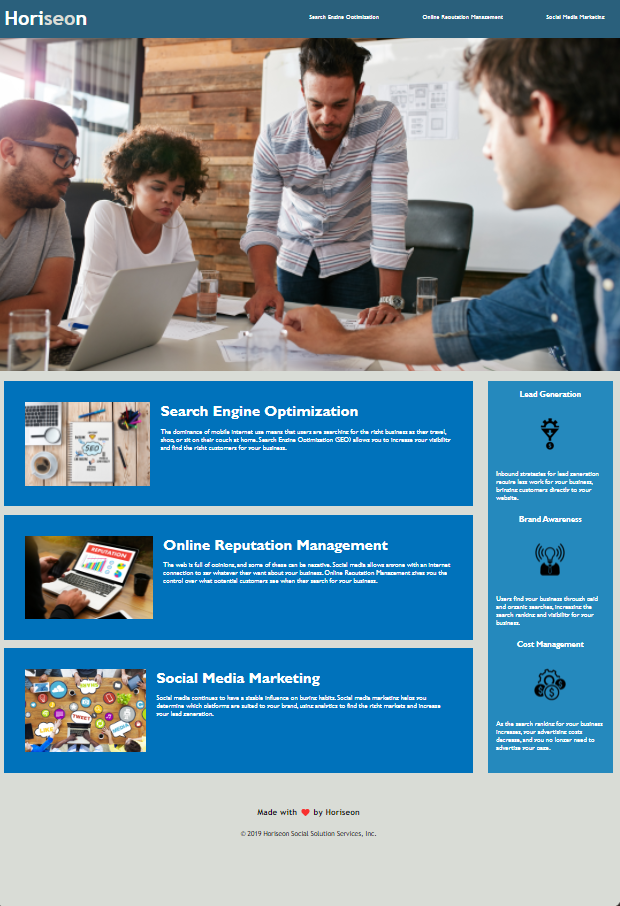 Horiseon
Search Engine Optimization
Online Reputation Management
Social Media Marketing
SEO
Search Engine Optimization
The dominance of mobile internet use means that users are searching for the right business as they travel,
shop, or sit on their couch at home. Search Engine Optimization (SEO) allows you to increase your visibility
and find the right customers for your business.
REPUTATION
Online Reputation Management
The web is full of opinions, and some of these can be negative. Social media allows anyone with an internet
connection to say whatever they want about your business. Online Reputation Management gives you the
control over what potential customers see when they search for your business.
TWEET
LIKE
MEDIA
Social Media Marketing
Social media continues to have a sizable influence on buying habits. Social media marketing helps you
determine which platforms are suited to your brand, using analytics to find the right markets and increase
your lead generation.
Lead Generation
Inbound strategies for lead generation
require less work for your business,
bringing customers directly to your
website.
Brand Awareness
Users find your business through paid
and organic searches, increasing the
search ranking and visibility for your
business.
Cost Management
As the search ranking for your business
increases, your advertising costs
decrease, and you no longer need to
advertise your page.
Made with ❤ by Horiseon
© 2019 Horiseon Social Solution Services, Inc.